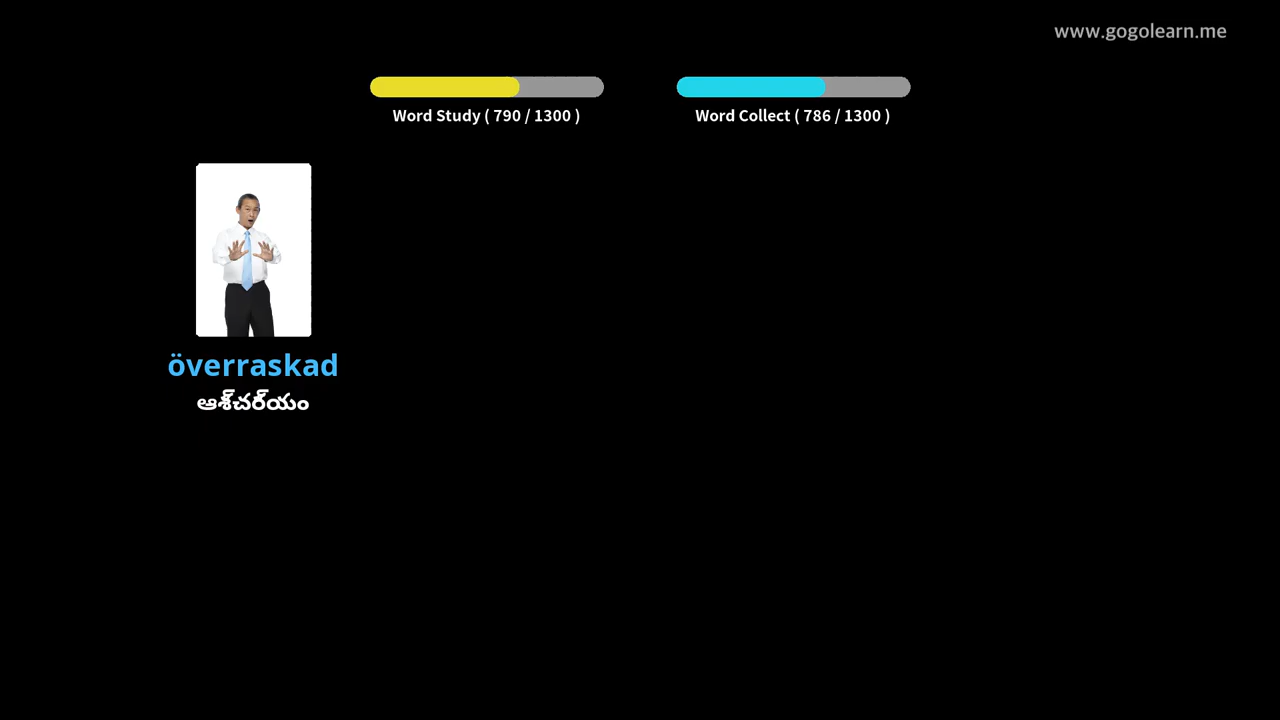 www.gogolearn.me
Word Study ( 790 / 1300 )
Word Collect ( 786 / 1300 )
överraskad
ఆశ్చర్యం